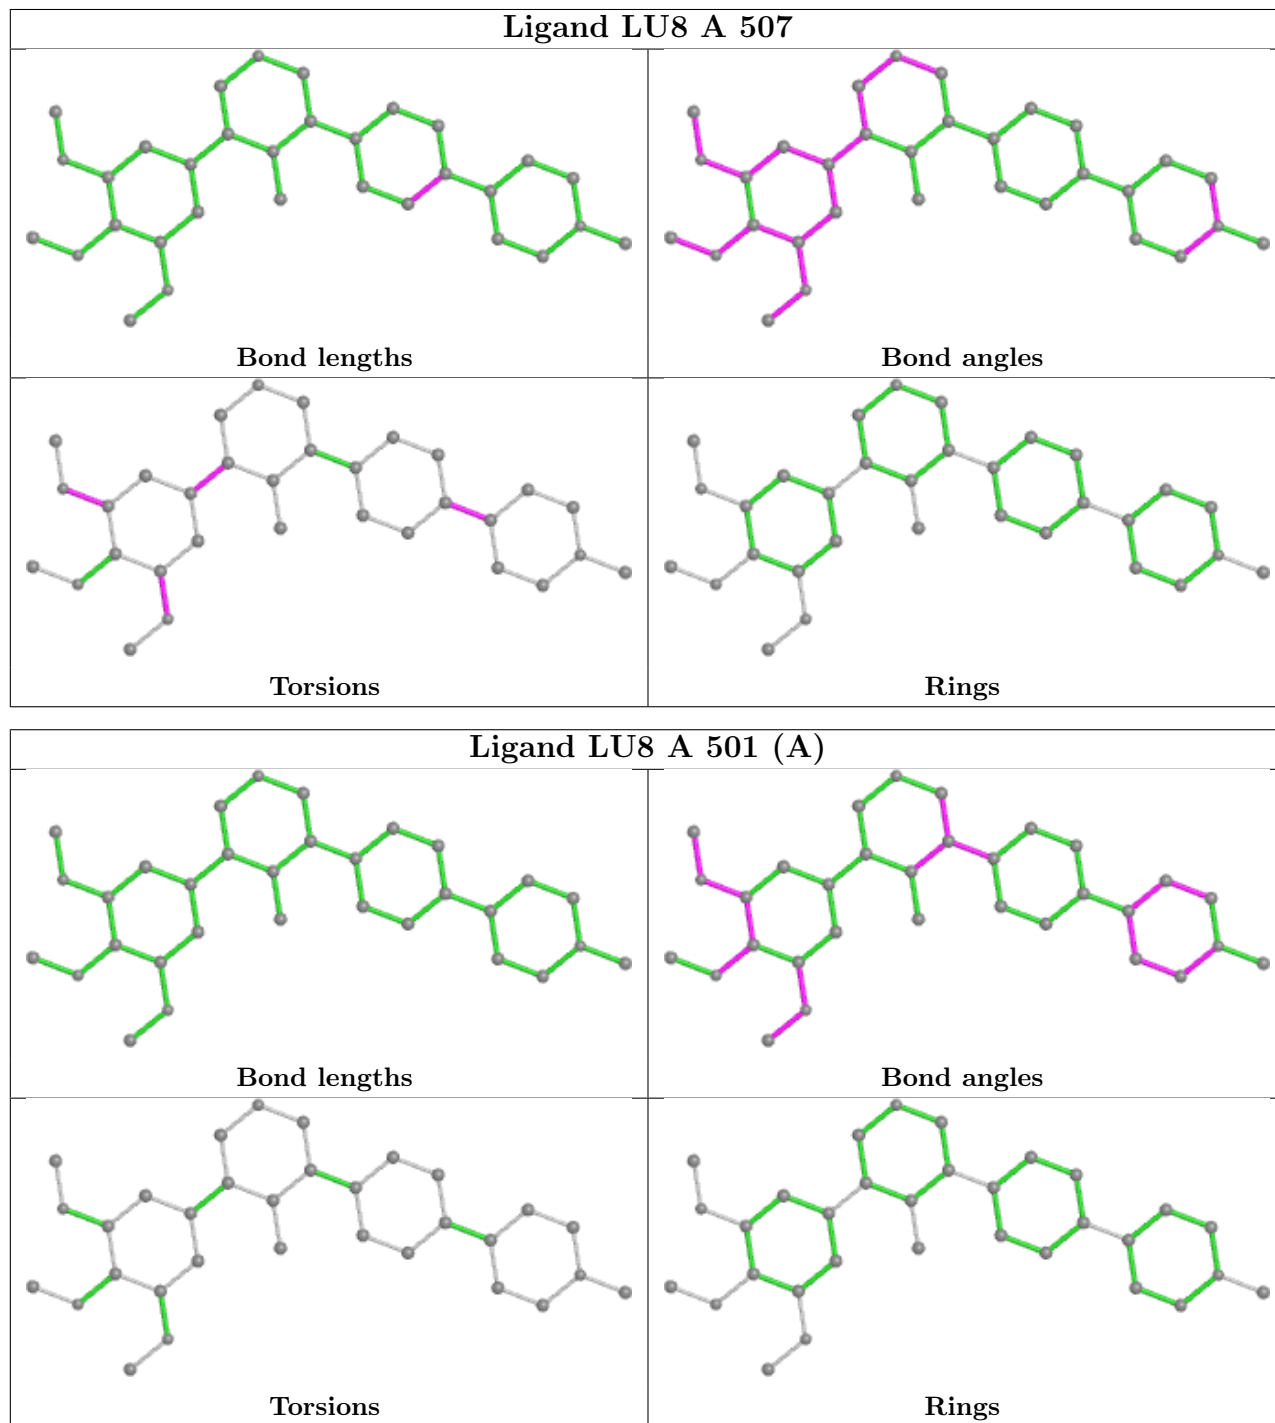 Ligand LU8 A 507
Bond lengths
Bond angles
Torsions
Rings
Ligand LU8 A 501 (A)
Bond lengths
Bond angles
Torsions
Rings